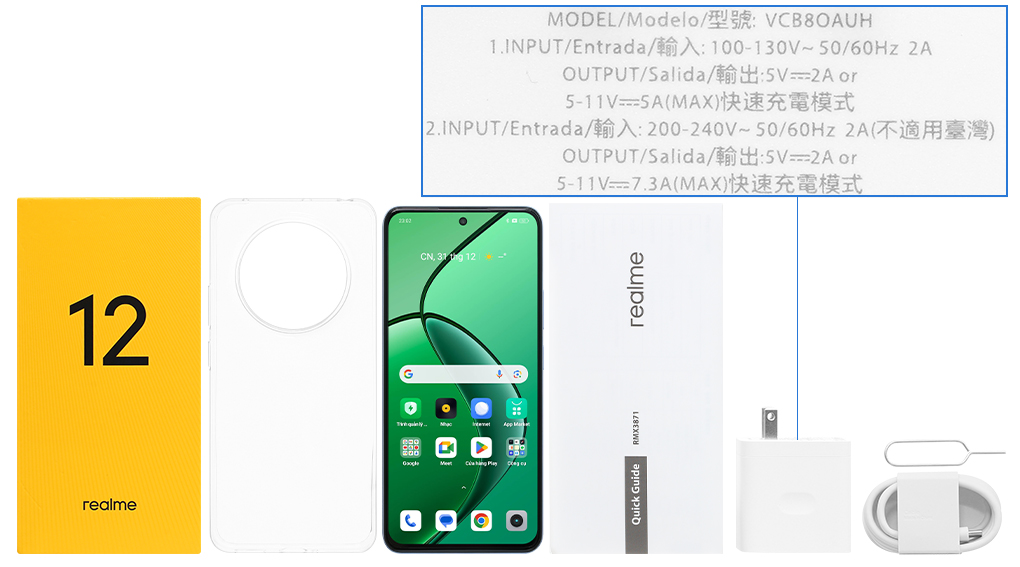 MODEL/Modelo/型號: VCB8OAUH
1.INPUT/Entrada/輸入: 100-130V~ 50/60Hz 2A
OUTPUT/Salida/輸出:5V⎓2A or
5-11V⎓5A(MAX)快速充電模式
2.INPUT/Entrada/輸入: 200-240V~ 50/60Hz 2A(不適用臺灣)
OUTPUT/Salida/輸出:5V⎓2A or
5-11V⎓7.3A(MAX)快速充電模式
12
realme
23:03
CN, 31 thg 12
--°
Trình quản lý ...
Nhạc
Internet
App Market
Google
Meet
Cửa hàng Play
Công cụ
realme
RMX3871
Quick Guide